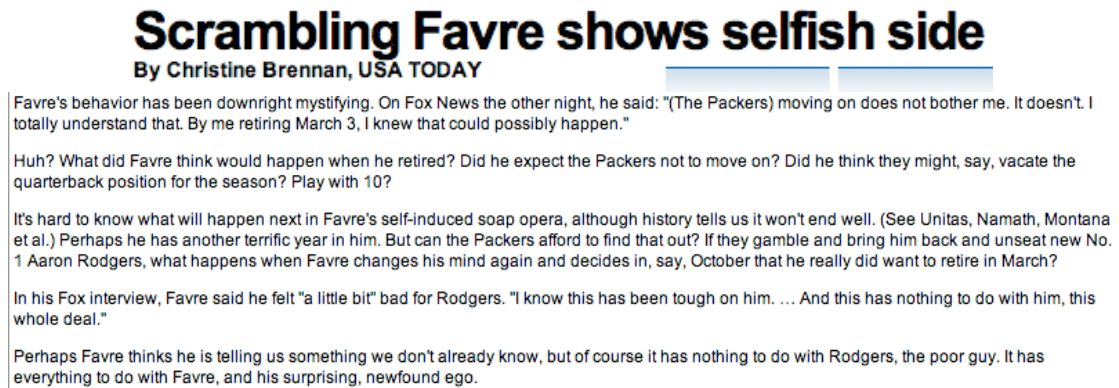 Scrambling Favre shows selfish side
By Christine Brennan, USA TODAY
Favre's behavior has been downright mystifying. On Fox News the other night, he said: "(The Packers) moving on does not bother me. It doesn't. I
totally understand that. By me retiring March 3, I knew that could possibly happen."
Huh? What did Favre think would happen when he retired? Did he expect the Packers not to move on? Did he think they might, say, vacate the
quarterback position for the season? Play with 10?
It's hard to know what will happen next in Favre's self-induced soap opera, although history tells us it won't end well. (See Unitas, Namath, Montana
et al.) Perhaps he has another terrific year in him. But can the Packers afford to find that out? If they gamble and bring him back and unseat new No.
1 Aaron Rodgers, what happens when Favre changes his mind again and decides in, say, October that he really did want to retire in March?
In his Fox interview, Favre said he felt "a little bit" bad for Rodgers. "I know this has been tough on him. … And this has nothing to do with him, this
whole deal."
Perhaps Favre thinks he is telling us something we don't already know, but of course it has nothing to do with Rodgers, the poor guy. It has
everything to do with Favre, and his surprising, newfound ego.